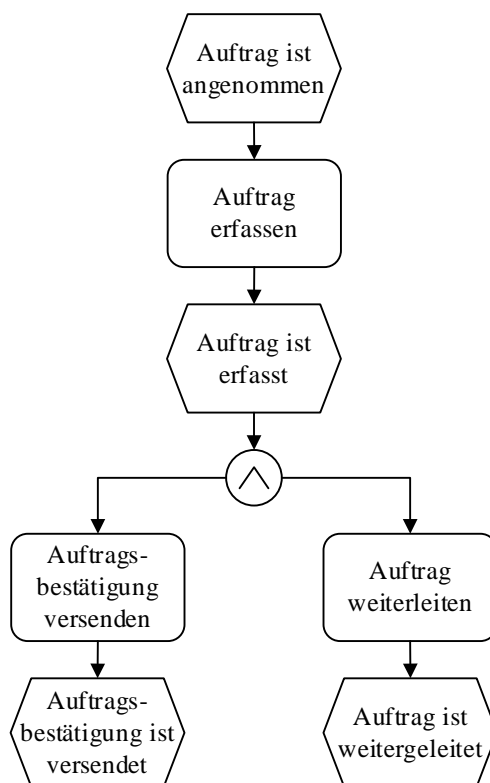 Auftrag ist
angenommen
Auftrag
erfassen
Auftrag ist
erfasst
Auftrags-
bestätigung
versenden
Auftrag
weiterleiten
Auftrags-
bestätigung ist
versendet
Auftrag ist
weitergeleitet